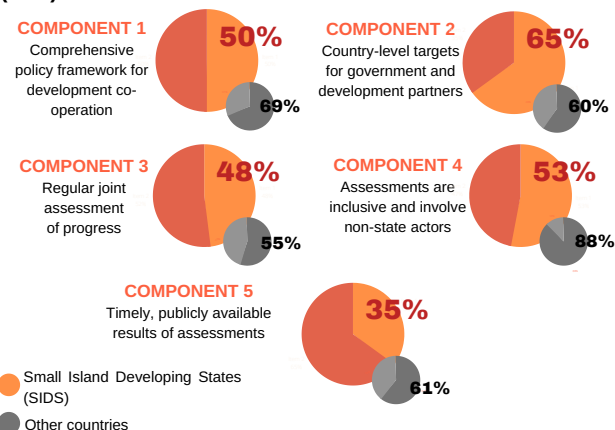 COMPONENT 1
Comprehensive
policy framework for
development co-
operation
50%
69%
COMPONENT 2
Country-level targets
for government and
development partners
65%
60%
COMPONENT 3
Regular joint
assessment
of progress
48%
55%
COMPONENT 4
Assessments are
inclusive and involve
non-state actors
53%
88%
COMPONENT 5
Timely, publicly available
results of assessments
35%
61%
Small Island Developing States
(SIDS)
Other countries